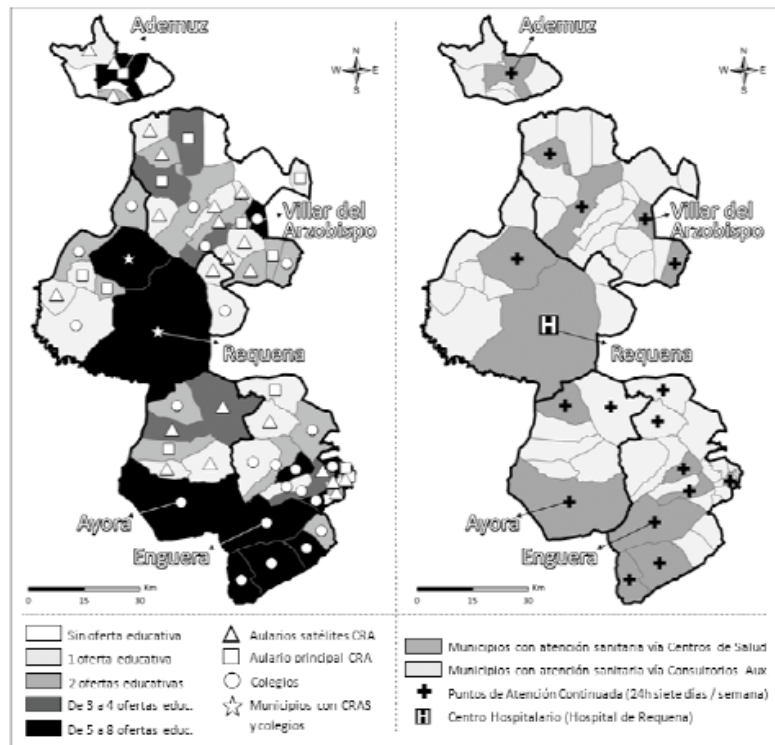 Ademuz
N
W E
S
Villar del
Arzobispo
Requena
Ayora
Enguera
Km
0 15 30
Sin oferta educativa
1 oferta educativa
2 ofertas educativas
De 3 a 4 ofertas educ.
De 5 a 8 ofertas educ.
Aularios satélites CRA
Aulario principal CRA
Colegios
Municipios con CRAS
y colegios
Ademuz
N
W E
S
Villar del
Arzobispo
H
Requena
Ayora
Enguera
Km
0 15 30
Municipios con atención sanitaria vía Centros de Salud
Municipios con atención sanitaria vía Consultorios Aux
Puntos de Atención Continuada (24h siete días / semana)
H Centro Hospitalario (Hospital de Requena)